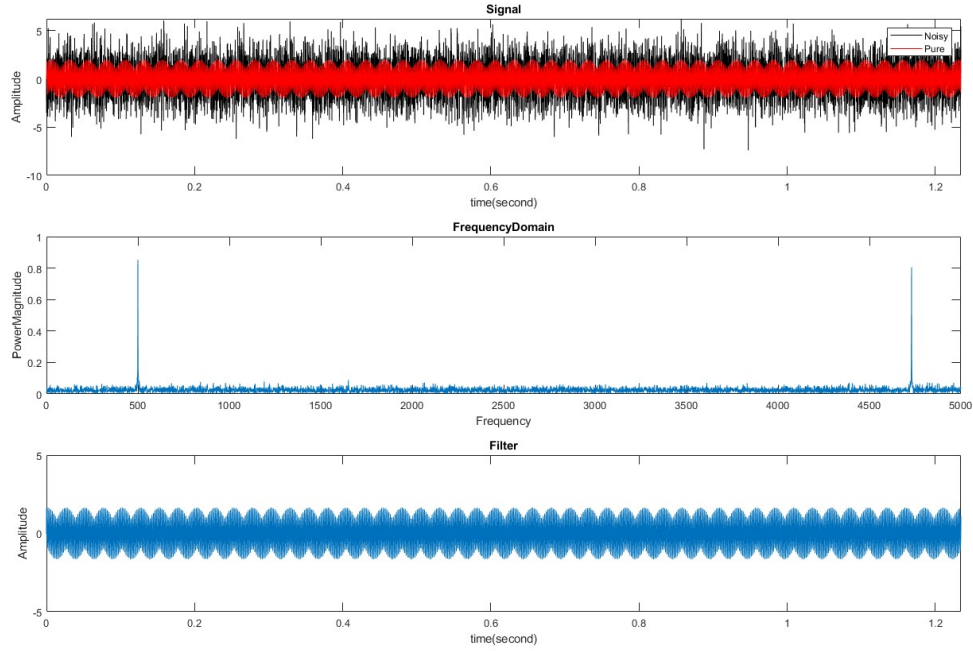 Signal
5
0
-5
-10
Amplitude
Noisy
Pure
0 0.2 0.4 0.6 0.8 1 1.2
time(second)
FrequencyDomain
1
0.8
0.6
0.4
0.2
0
PowerMagnitude
0 500 1000 1500 2000 2500 3000 3500 4000 4500 5000
Frequency
Filter
5
0
-5
Amplitude
0 0.2 0.4 0.6 0.8 1 1.2
time(second)